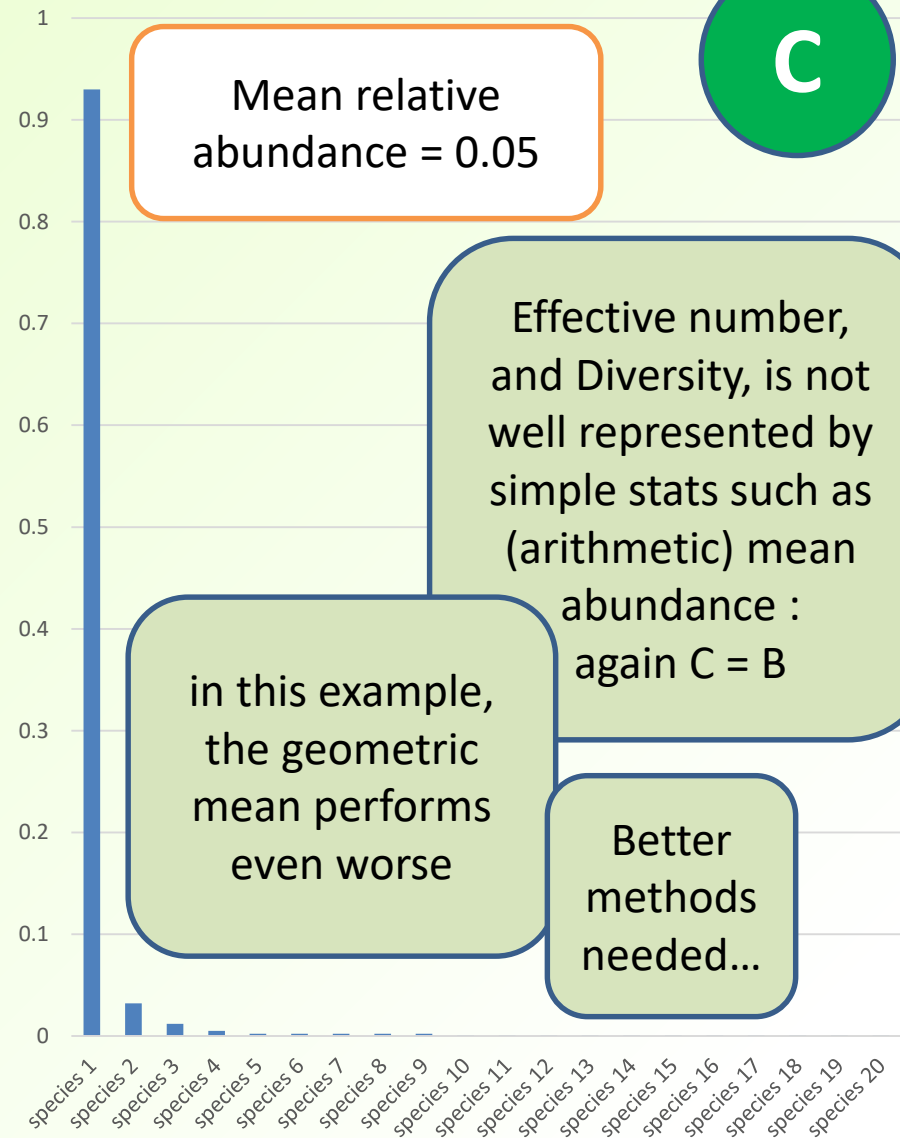 1
0.9
0.8
0.7
0.6
0.5
0.4
0.3
0.2
0.1
0
Mean relative
abundance = 0.05
C
Effective number,
and Diversity, is not
well represented by
simple stats such as
(arithmetic) mean
abundance :
again C = B
in this example,
the geometric
mean performs
even worse
Better
methods
needed…
species 1
species 2
species 3
species 4
species 5
species 6
species 7
species 8
species 9
species 10
species 11
species 12
species 13
species 14
species 15
species 16
species 17
species 18
species 19
species 20